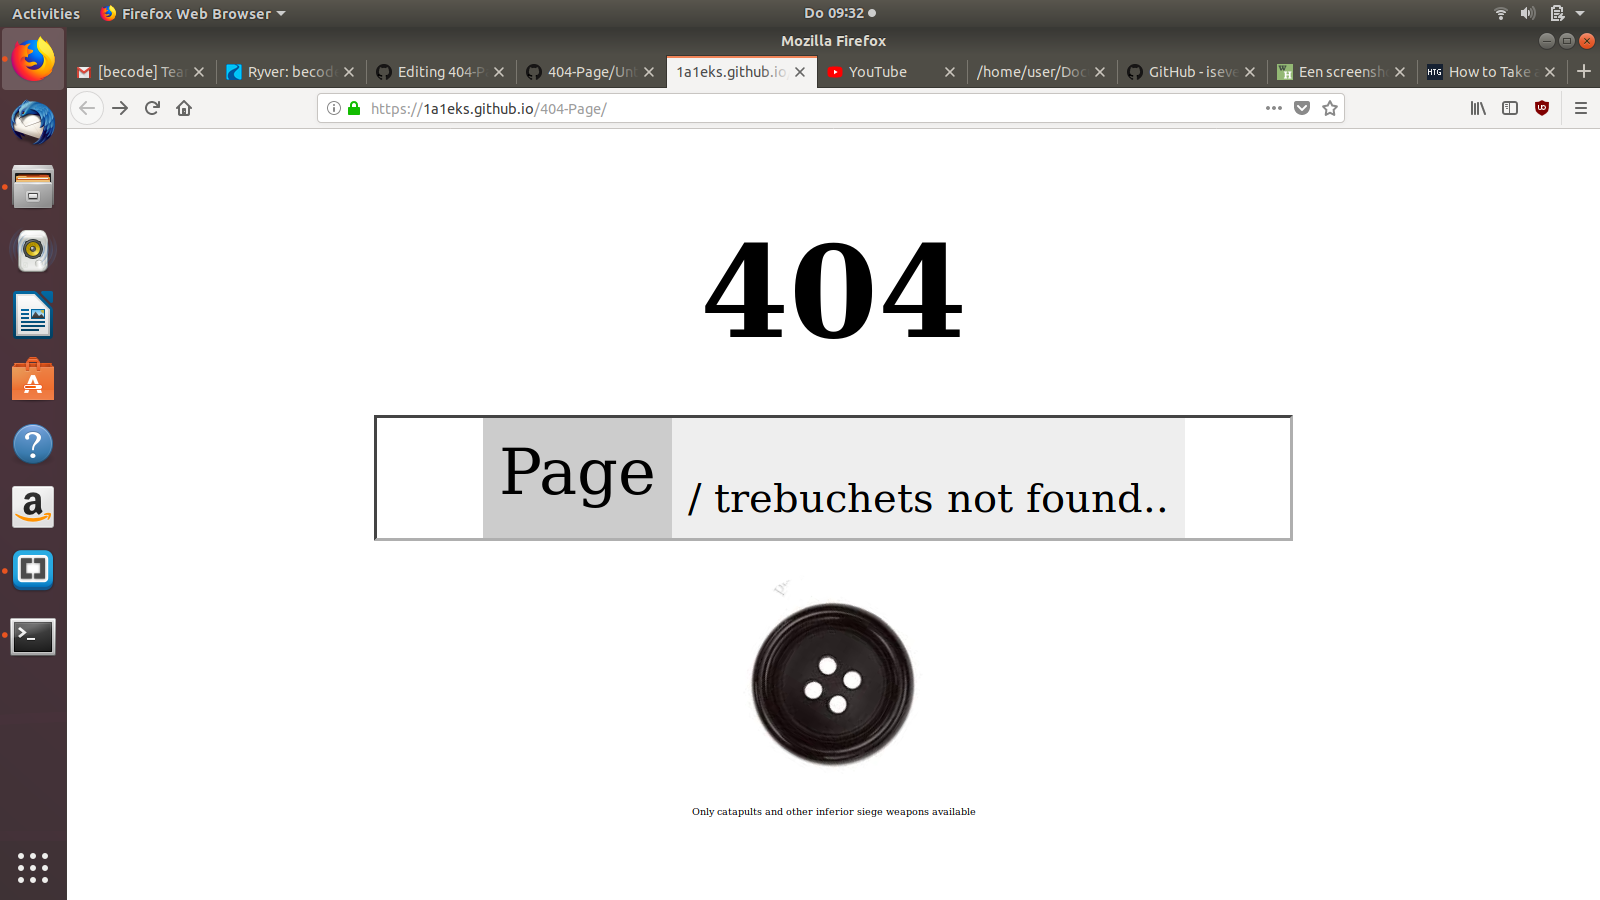 Activities Firefox Web Browser Do 09:32
Mozilla Firefox
[becode] Tea Ryver: becod Editing 404-P 404-Page/Unt 1a1eks.github.io YouTube /home/user/Doc GitHub - iseve Een screensh How to Take a
https://1a1eks.github.io/404-Page/
404
Page / trebuchets not found..
Only catapults and other inferior siege weapons available